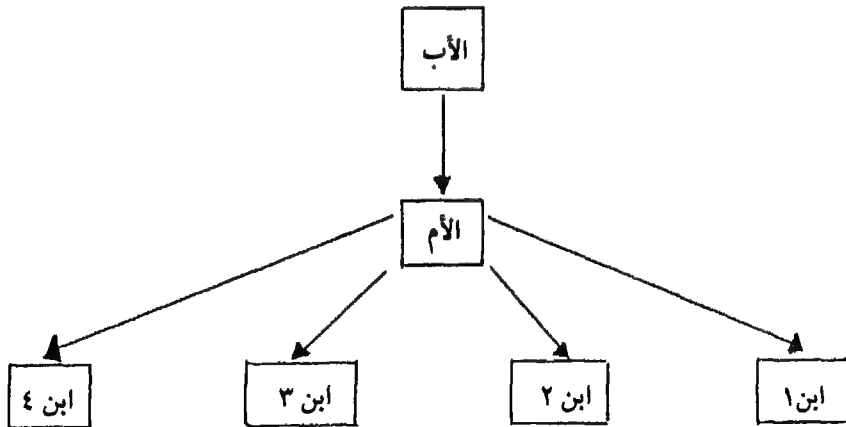 الأب
الأم
ابن١
ابن ٢
ابن ٣
ابن ٤